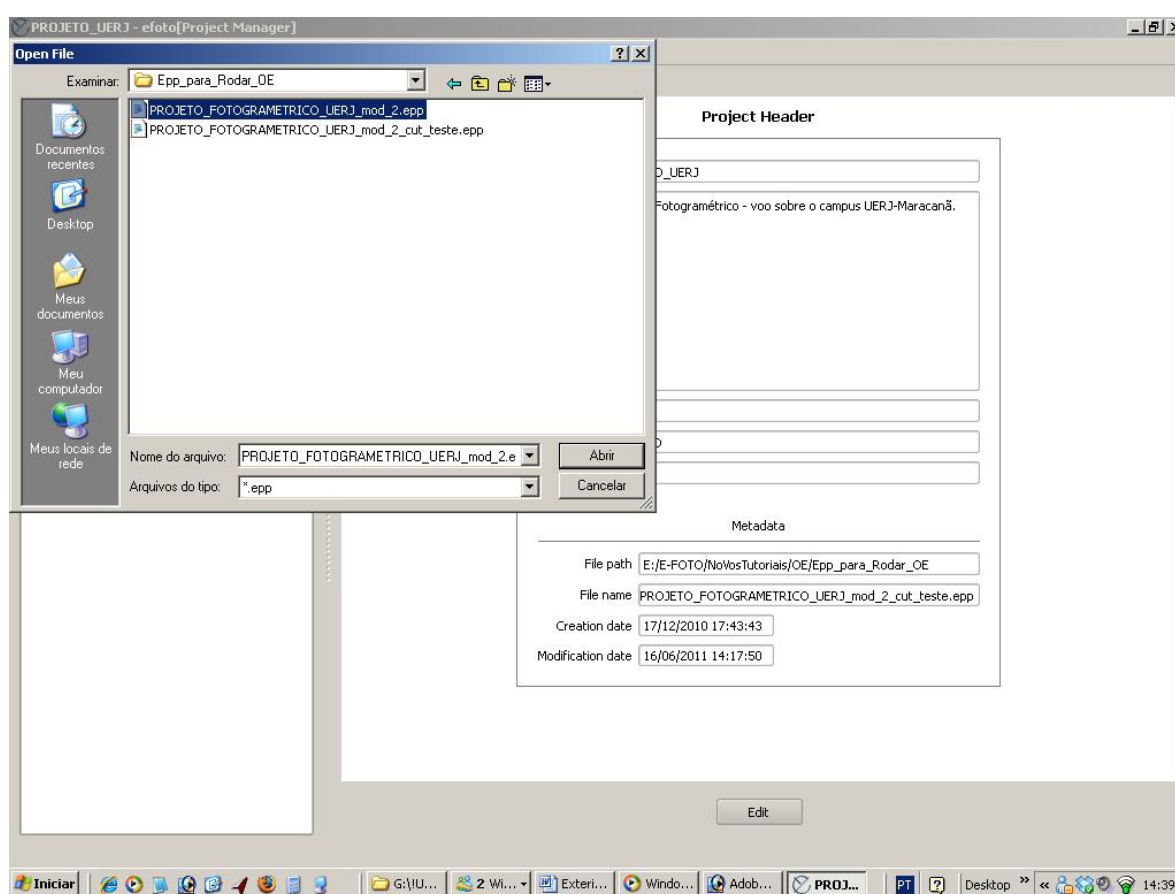 PROJETO_UERJ - efoto[Project Manager]
Open File
Examinar:
Epp_para_Rodar_OE
PROJETO_FOTOGRAMETRICO_UERJ_mod_2.epp
PROJETO_FOTOGRAMETRICO_UERJ_mod_2_cut_teste.epp
Documentos
recentes
Desktop
Meus
documentos
Meu
computador
Meus locais de
rede
Nome do arquivo:
PROJETO_FOTOGRAMETRICO_UERJ_mod_2.e
Abrir
Arquivos do tipo:
*.epp
Cancelar
Project Header
O_UERJ
Fotogramétrico - voo sobre o campus UERJ-Maracanã.
Metadata
File path
E:/E-FOTO/NoVosTutoriais/OE/Epp_para_Rodar_OE
File name
PROJETO_FOTOGRAMETRICO_UERJ_mod_2_cut_teste.epp
Creation date
17/12/2010 17:43:43
Modification date
16/06/2011 14:17:50
Edit
Iniciar
G:\!U...
2 Wi...
Exteri...
Windo...
Adob...
PROJ...
PT
Desktop
»
«